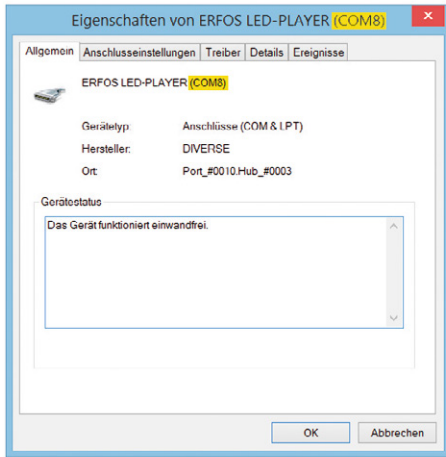 Eigenschaften von ERFOS LED-PLAYER (COM8)
Allgemein Anschlusseinstellungen Treiber Details Ereignisse
ERFOS LED-PLAYER (COM8)
Gerätetyp: Anschlüsse (COM & LPT)
Hersteller: DIVERSE
Ort: Port_#0010.Hub_#0003
Gerätestatus
Das Gerät funktioniert einwandfrei.
OK Abbrechen